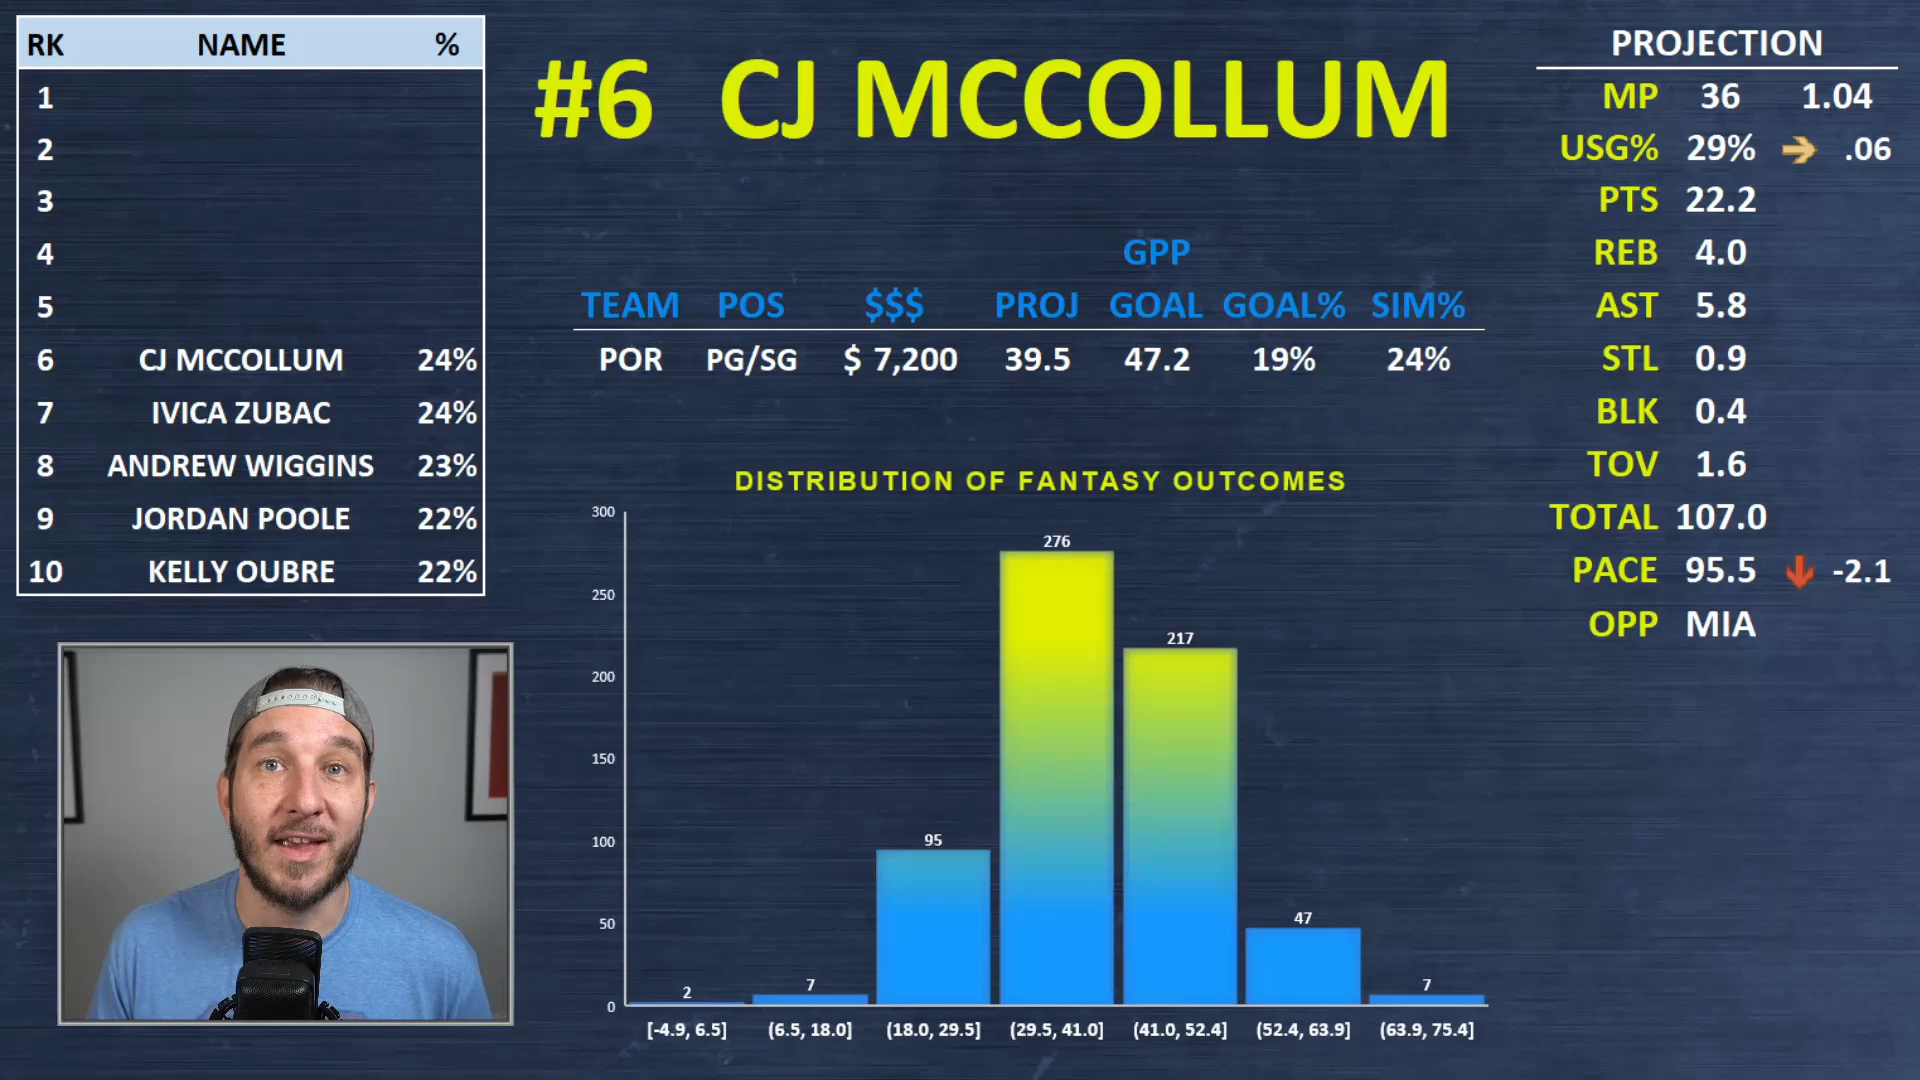 RK NAME %
1
2
3
4
5
6 CJ MCCOLLUM 24%
7 IVICA ZUBAC 24%
8 ANDREW WIGGINS 23%
9 JORDAN POOLE 22%
10 KELLY OUBRE 22%
#6 CJ MCCOLLUM
GPP
TEAM POS $$$ PROJ GOAL GOAL% SIM%
POR PG/SG $ 7,200 39.5 47.2 19% 24%
DISTRIBUTION OF FANTASY OUTCOMES
300
250
200
150
100
50
0
2
7
95
276
217
47
7
[-4.9, 6.5] (6.5, 18.0] (18.0, 29.5] (29.5, 41.0] (41.0, 52.4] (52.4, 63.9] (63.9, 75.4]
PROJECTION
MP 36 1.04
USG% 29% .06
PTS 22.2
REB 4.0
AST 5.8
STL 0.9
BLK 0.4
TOV 1.6
TOTAL 107.0
PACE 95.5 -2.1
OPP MIA